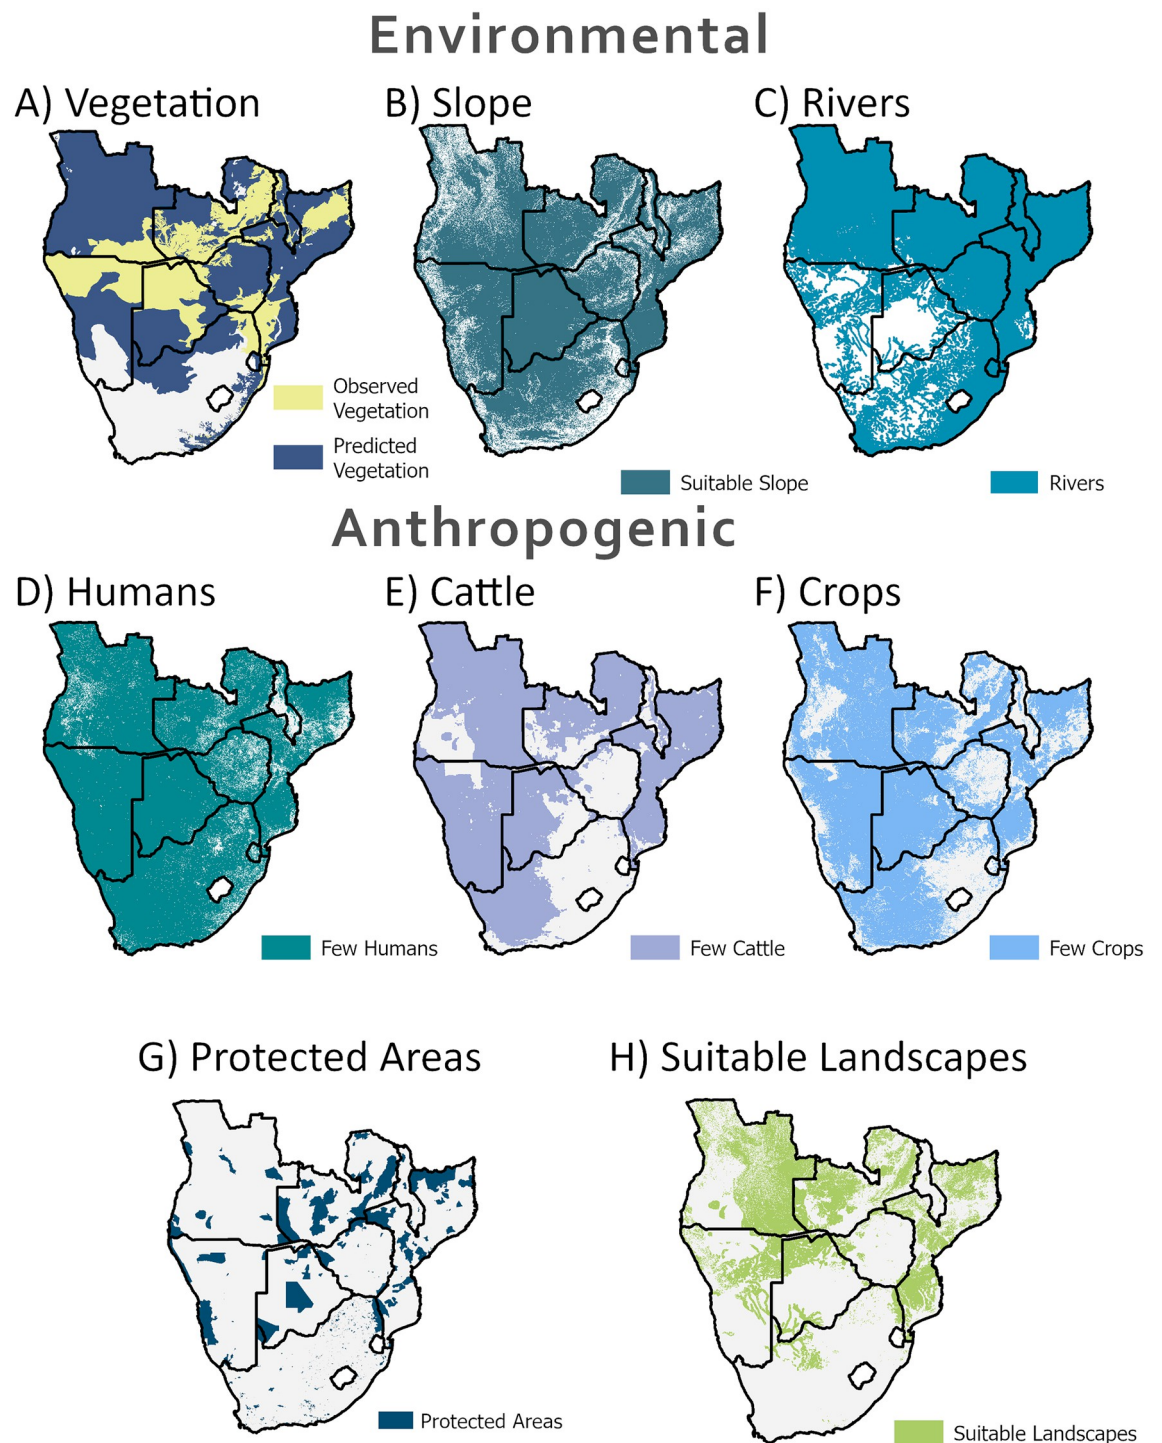 Environmental
A) Vegetation
B) Slope
C) Rivers
Observed
Vegetation
Predicted
Vegetation
Suitable Slope
Rivers
Anthropogenic
D) Humans
E) Cattle
F) Crops
Few Humans
Few Cattle
Few Crops
G) Protected Areas
H) Suitable Landscapes
Protected Areas
Suitable Landscapes